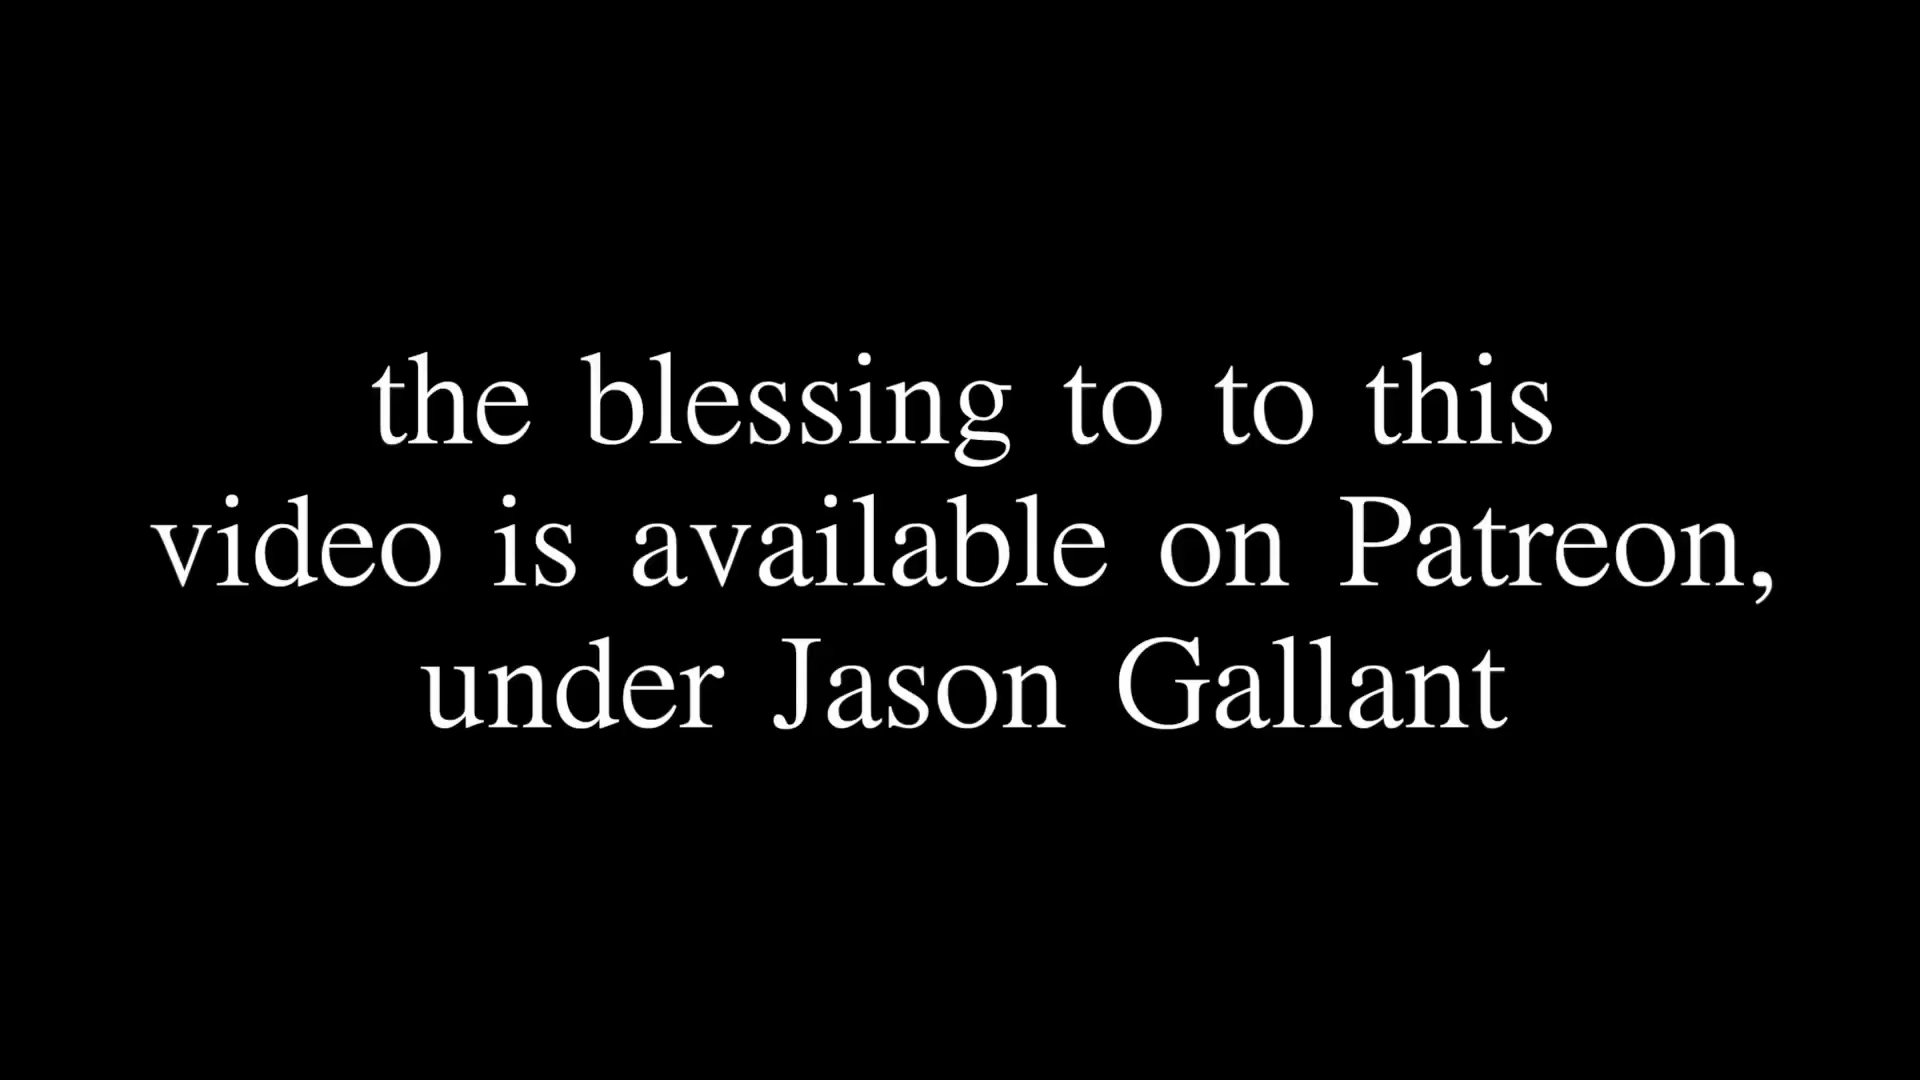 the blessing to to this
video is available on Patreon,
under Jason Gallant